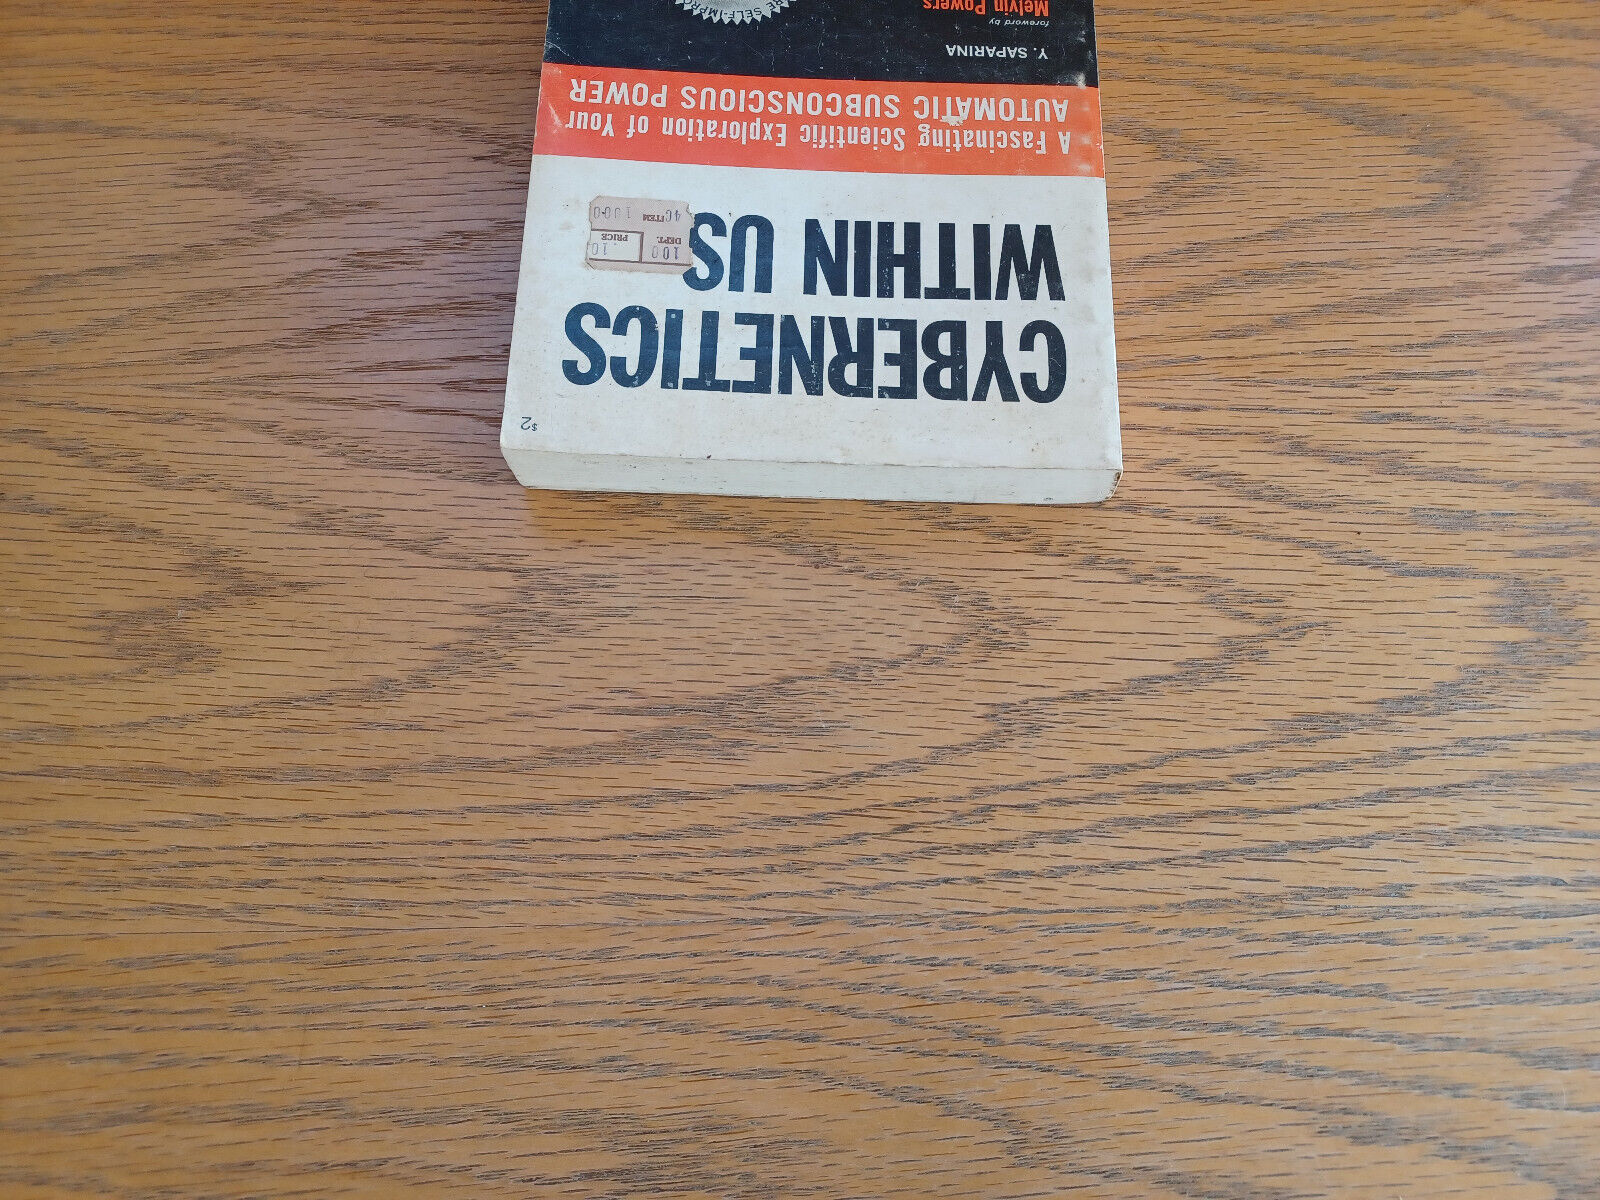 $2
CYBERNETICS
WITHIN US
100
DEPT.
PRICE
ITEM
A Fascinating Scientific Exploration of Your
AUTOMATIC SUBCONSCIOUS POWER
Y. SAPARINA
foreword by
Melvin Powers